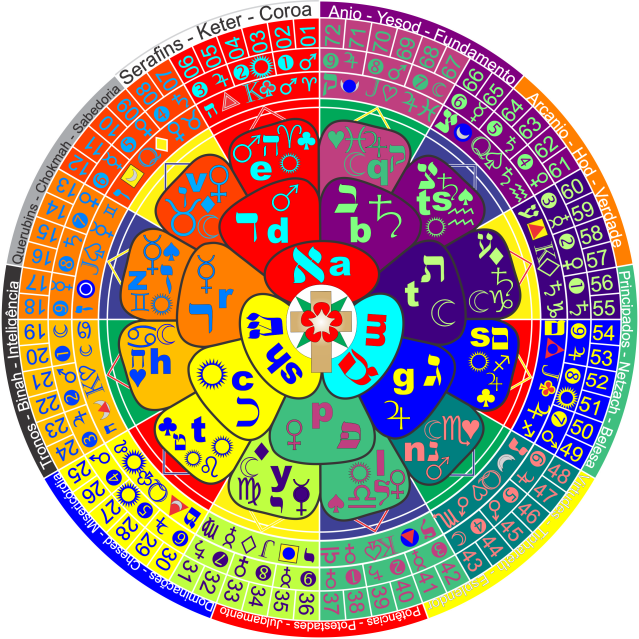 Serafins - Keter - Coroa
Anjo - Yesod - Fundamento
Arcanjo - Hod - Verdade
Principados - Netzach - Belesa
Potências - Potestades - Julgamento
Dominações - Chesed - Misericórdia
Tronos - Binah - Inteligência
Querubins - Chokmah - Sabedoria
06 05 04 03 02 01
72 71 70 69 68 67
66 65 64 63 62 61
60 59 58 57 56 55
54 53 52 51 50 49
48 47 46 45 44 43
42 41 40 39 38 37
36 35 34 33 32 31
30 29 28 27 26 25
24 23 22 21 20 19
18 17 16 15 14 13
12 11 10 09 08 07
ה e
ק q
v ו
צ ts
ד d
ב b
א a
z ז
ר r
ת t
ע
ח h
ש sh
מ m
ס s
c כ
g ג
t ט
פ p
n נ
y י
l ל